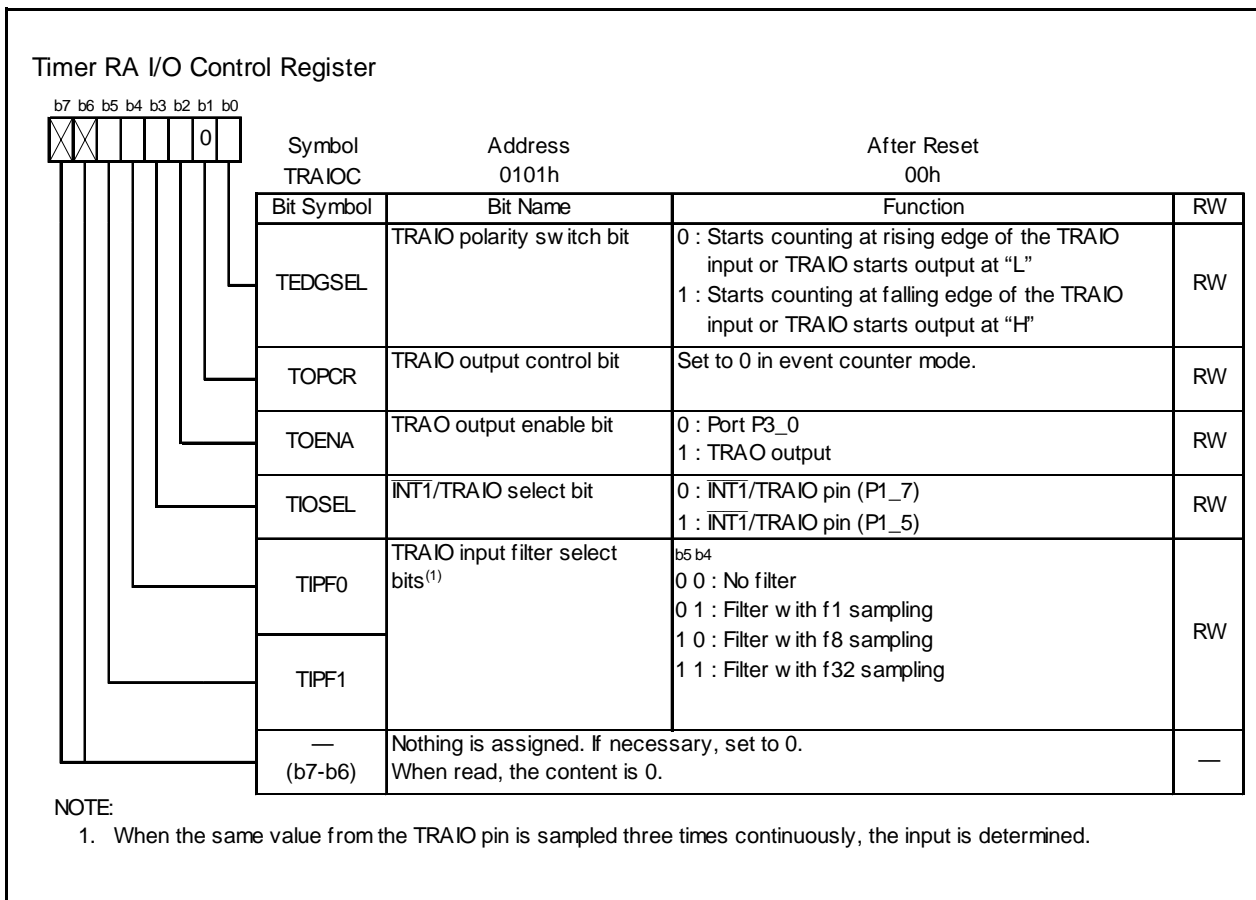 Timer RA I/O Control Register
b7 b6 b5 b4 b3 b2 b1 b0
0
Symbol Address After Reset
TRAIOC 0101h 00h
Bit Symbol Bit Name Function RW
TEDGSEL TRAIO polarity switch bit 0 : Starts counting at rising edge of the TRAIO
input or TRAIO starts output at “L”
1 : Starts counting at falling edge of the TRAIO
input or TRAIO starts output at “H”
RW
TOPCR TRAIO output control bit Set to 0 in event counter mode. RW
TOENA TRAO output enable bit 0 : Port P3_0
1 : TRAO output
RW
TIOSEL INT1/TRAIO select bit 0 : INT1/TRAIO pin (P1_7)
1 : INT1/TRAIO pin (P1_5)
RW
TIPF0 TRAIO input filter select
bits(1)
b5 b4
0 0 : No filter
0 1 : Filter with f1 sampling
1 0 : Filter with f8 sampling
1 1 : Filter with f32 sampling
RW
TIPF1
—
(b7-b6)
Nothing is assigned. If necessary, set to 0.
When read, the content is 0.
—
NOTE:
1. When the same value from the TRAIO pin is sampled three times continuously, the input is determined.